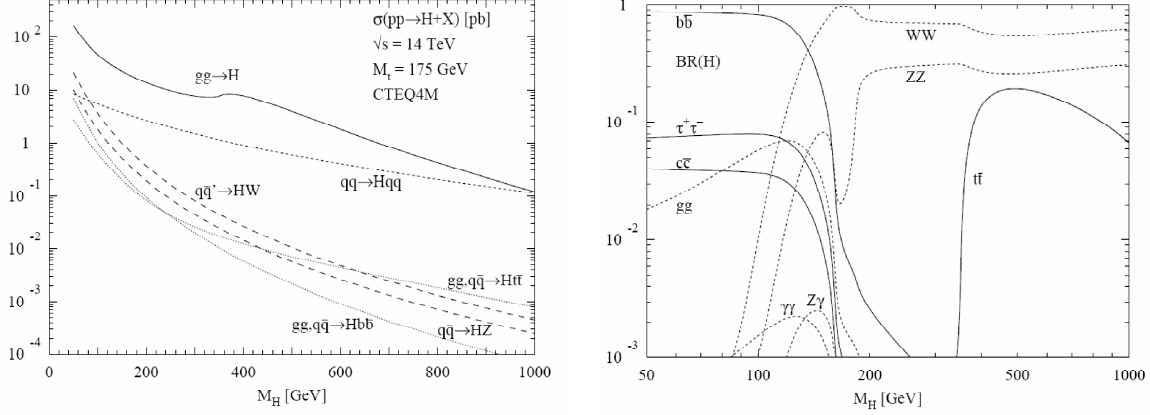 σ(pp→H+X) [pb]
√s = 14 TeV
M_t = 175 GeV
CTEQ4M
gg→H
qq→Hqq
qq̄'→HW
gg,qq̄→Htt̄
gg,qq̄→Hbb̄
qq̄→HZ
10^2
10
1
10^-1
10^-2
10^-3
10^-4
0 200 400 600 800 1000
M_H [GeV]
1
10^-1
10^-2
10^-3
bb̄
WW
BR(H)
ZZ
τ+τ−
cc̄
tt̄
gg
γγ
Zγ
50 100 200 500 1000
M_H [GeV]